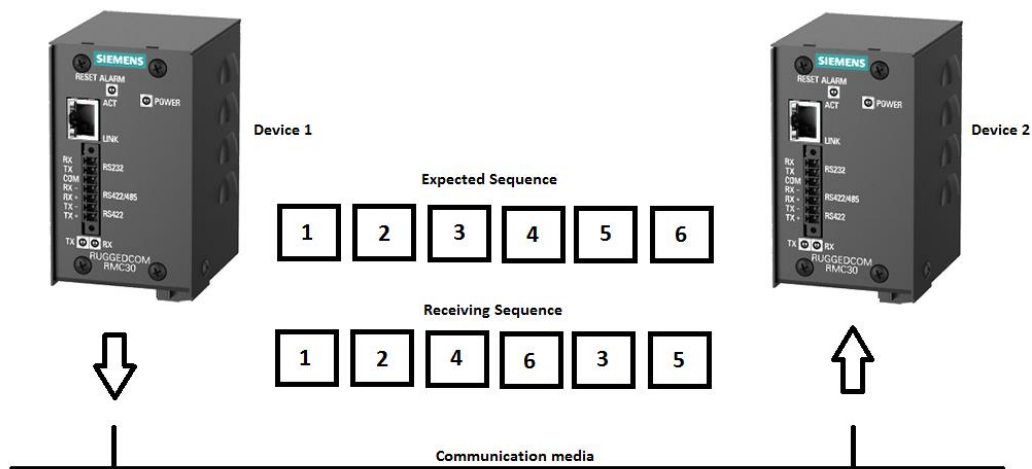 SIEMENS
RESET ALARM
ACT
POWER
LINK
RX
TX
COM
RX -
RX +
TX -
TX +
RS232
RS422/485
RS422
TX
RX
RUGGEDCOM
RMC30
Device 1
SIEMENS
RESET ALARM
ACT
POWER
LINK
RX
TX
COM
RX -
RX +
TX -
TX +
RS232
RS422/485
RS422
TX
RX
RUGGEDCOM
RMC30
Device 2
Expected Sequence
1 2 3 4 5 6
Receiving Sequence
1 2 4 6 3 5
Communication media